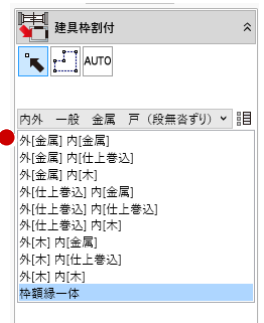 建具枠割付
AUTO
内外 一般 金属 戸（段無沓ずり）
外[金属] 内[金属]
外[金属] 内[仕上巻込]
外[金属] 内[木]
外[仕上巻込] 内[金属]
外[仕上巻込] 内[仕上巻込]
外[仕上巻込] 内[木]
外[木] 内[金属]
外[木] 内[仕上巻込]
外[木] 内[木]
枠額縁一体